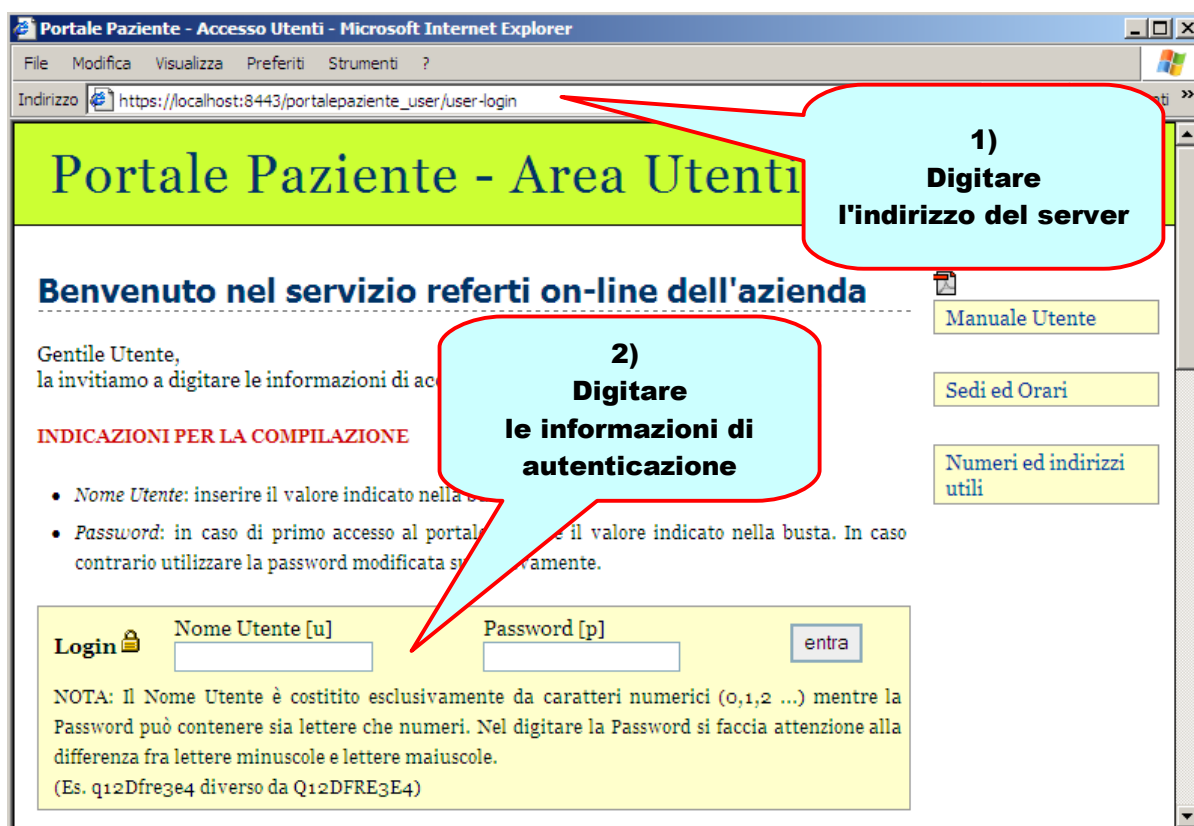 Portale Paziente - Accesso Utenti - Microsoft Internet Explorer
File Modifica Visualizza Preferiti Strumenti ?
Indirizzo https://localhost:8443/portalepaziente_user/user-login
1)
Digitare
l'indirizzo del server
Portale Paziente - Area Utenti
Benvenuto nel servizio referti on-line dell'azienda
Manuale Utente
Sedi ed Orari
Numeri ed indirizzi
utili
Gentile Utente,
la invitiamo a digitare le informazioni di
2)
Digitare
le informazioni di
autenticazione
INDICAZIONI PER LA COMPILAZIONE
• Nome Utente: inserire il valore indicato nella
• Password: in caso di primo accesso al il valore indicato nella busta. In caso
contrario utilizzare la password modificata
Login Nome Utente [u] Password [p] entra
NOTA: Il Nome Utente è costitito esclusivamente da caratteri numerici (0,1,2 ...) mentre la
Password può contenere sia lettere che numeri. Nel digitare la Password si faccia attenzione alla
differenza fra lettere minuscole e lettere maiuscole.
(Es. q12Dfre3e4 diverso da Q12DFRE3E4)